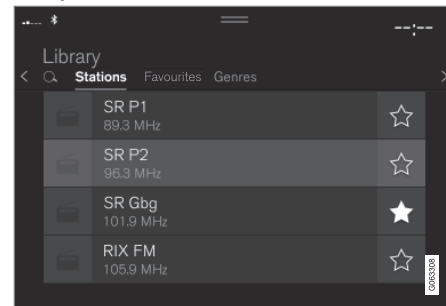 --:--
Library
Stations Favourites Genres
SR P1
89.3 MHz
SR P2
96.3 MHz
SR Gbg
101.9 MHz
RIX FM
105.9 MHz
G063308